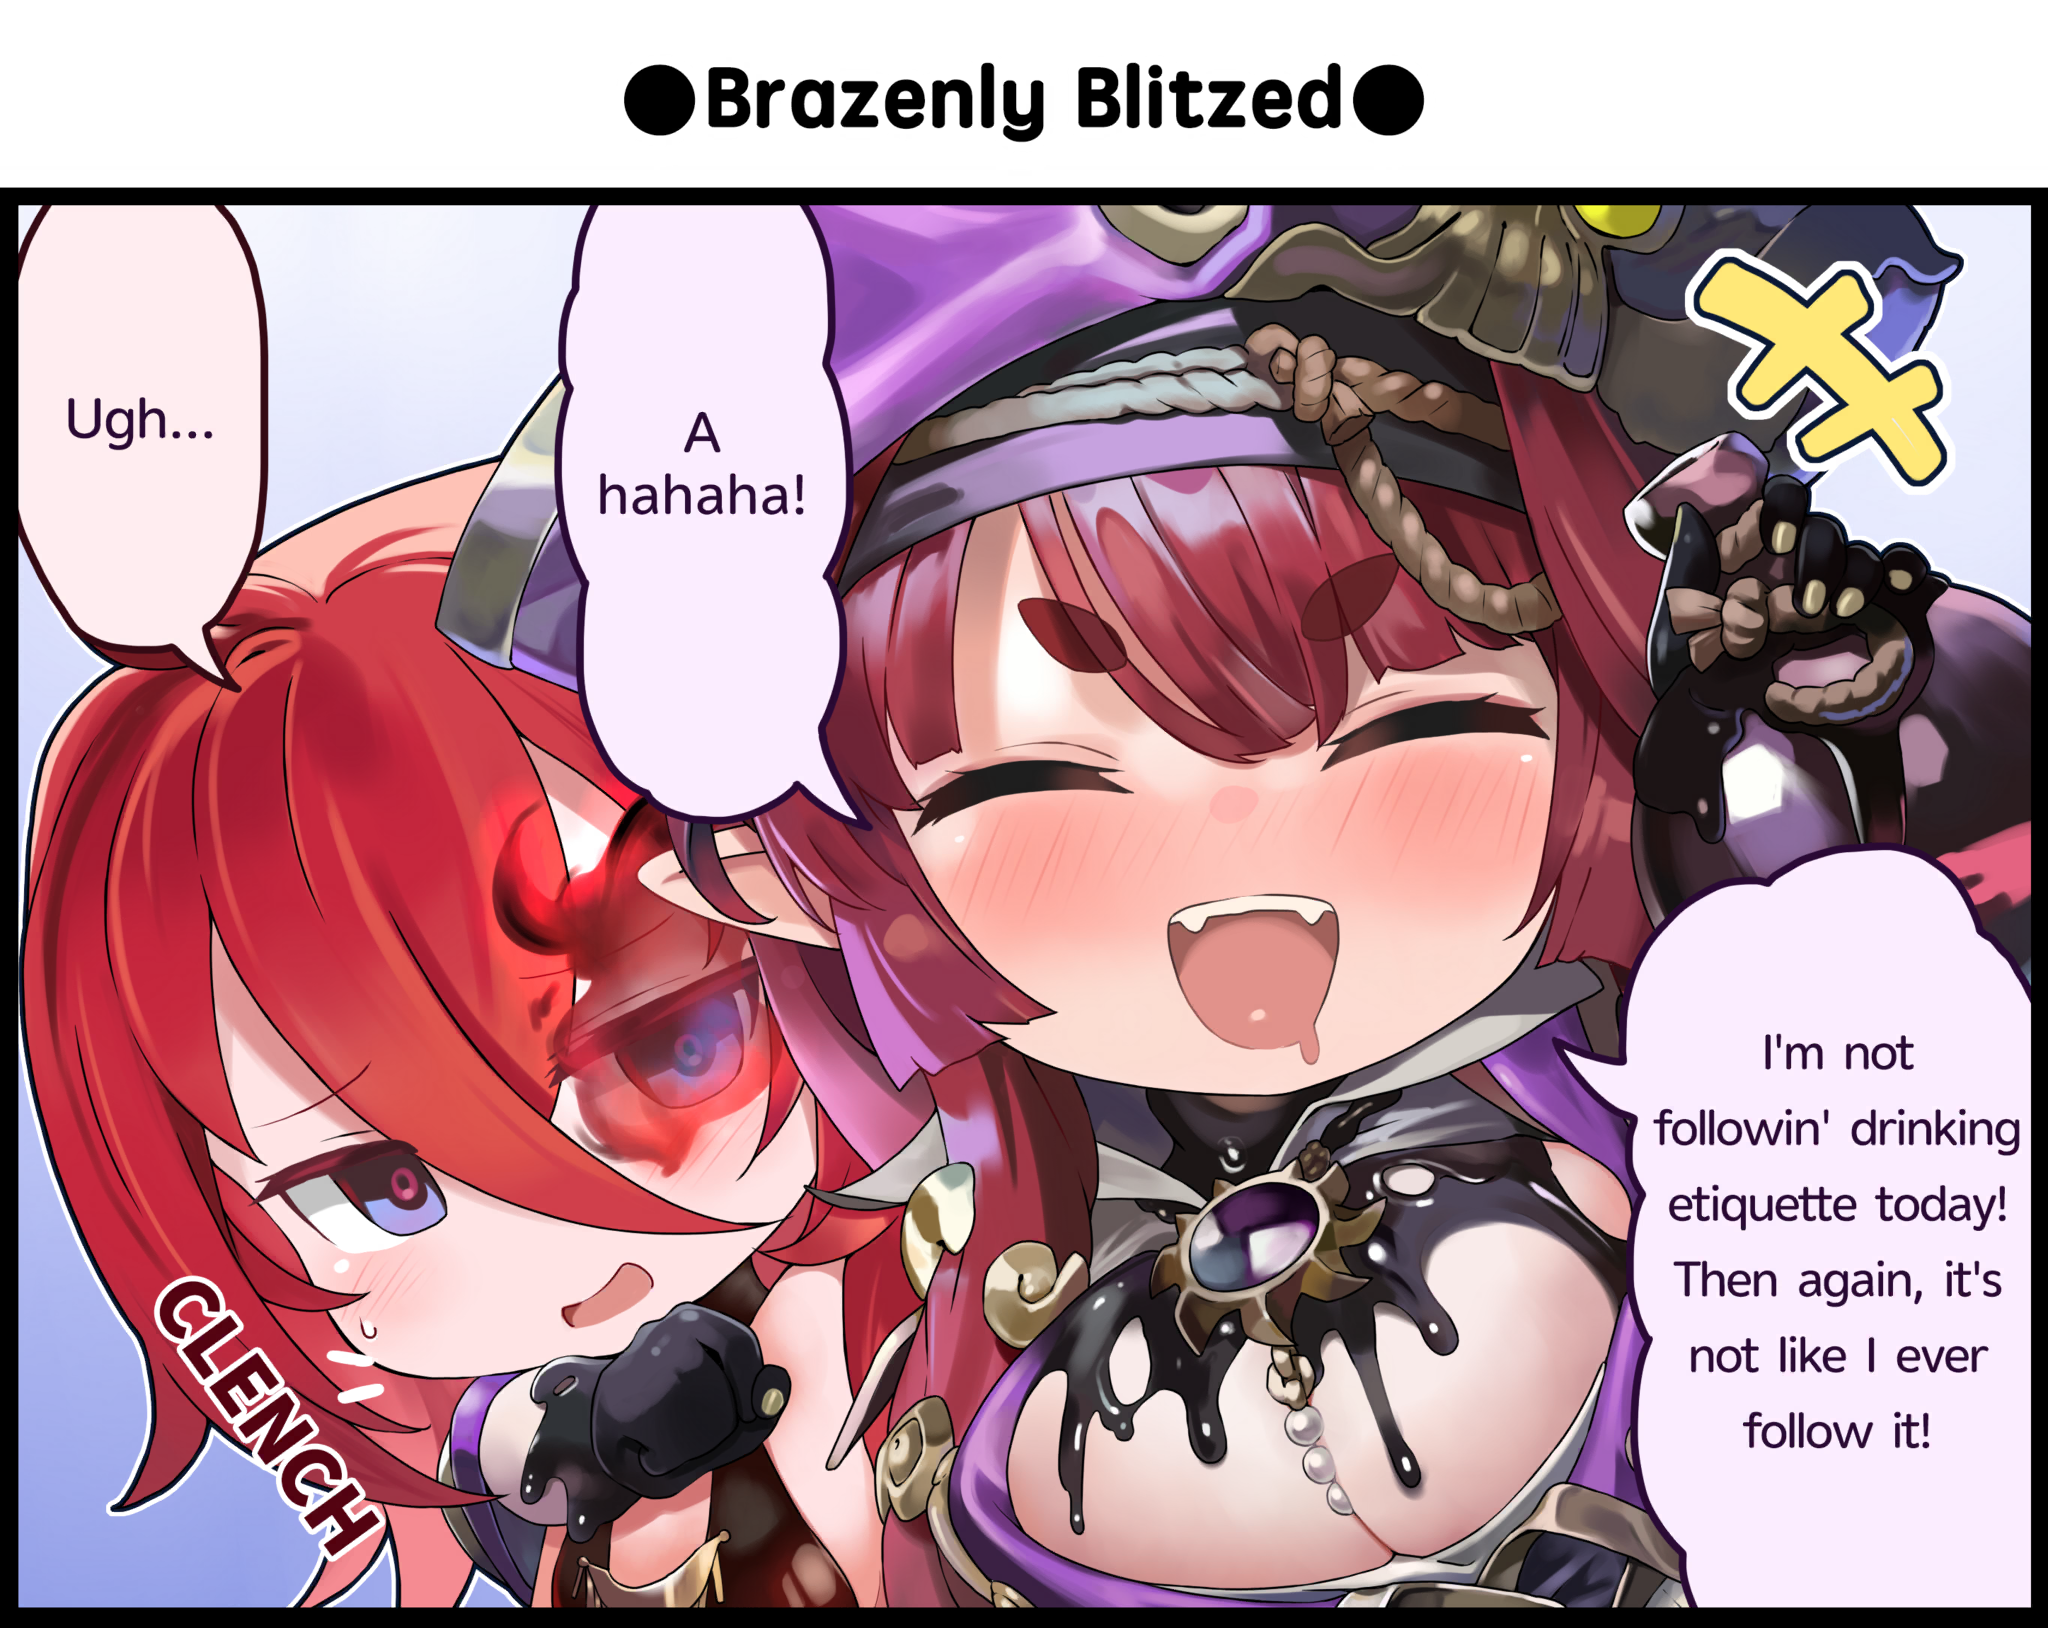 ●Brazenly Blitzed●
Ugh...
A
hahaha!
I'm not
followin' drinking
etiquette today!
Then again, it's
not like I ever
follow it!
CLENCH